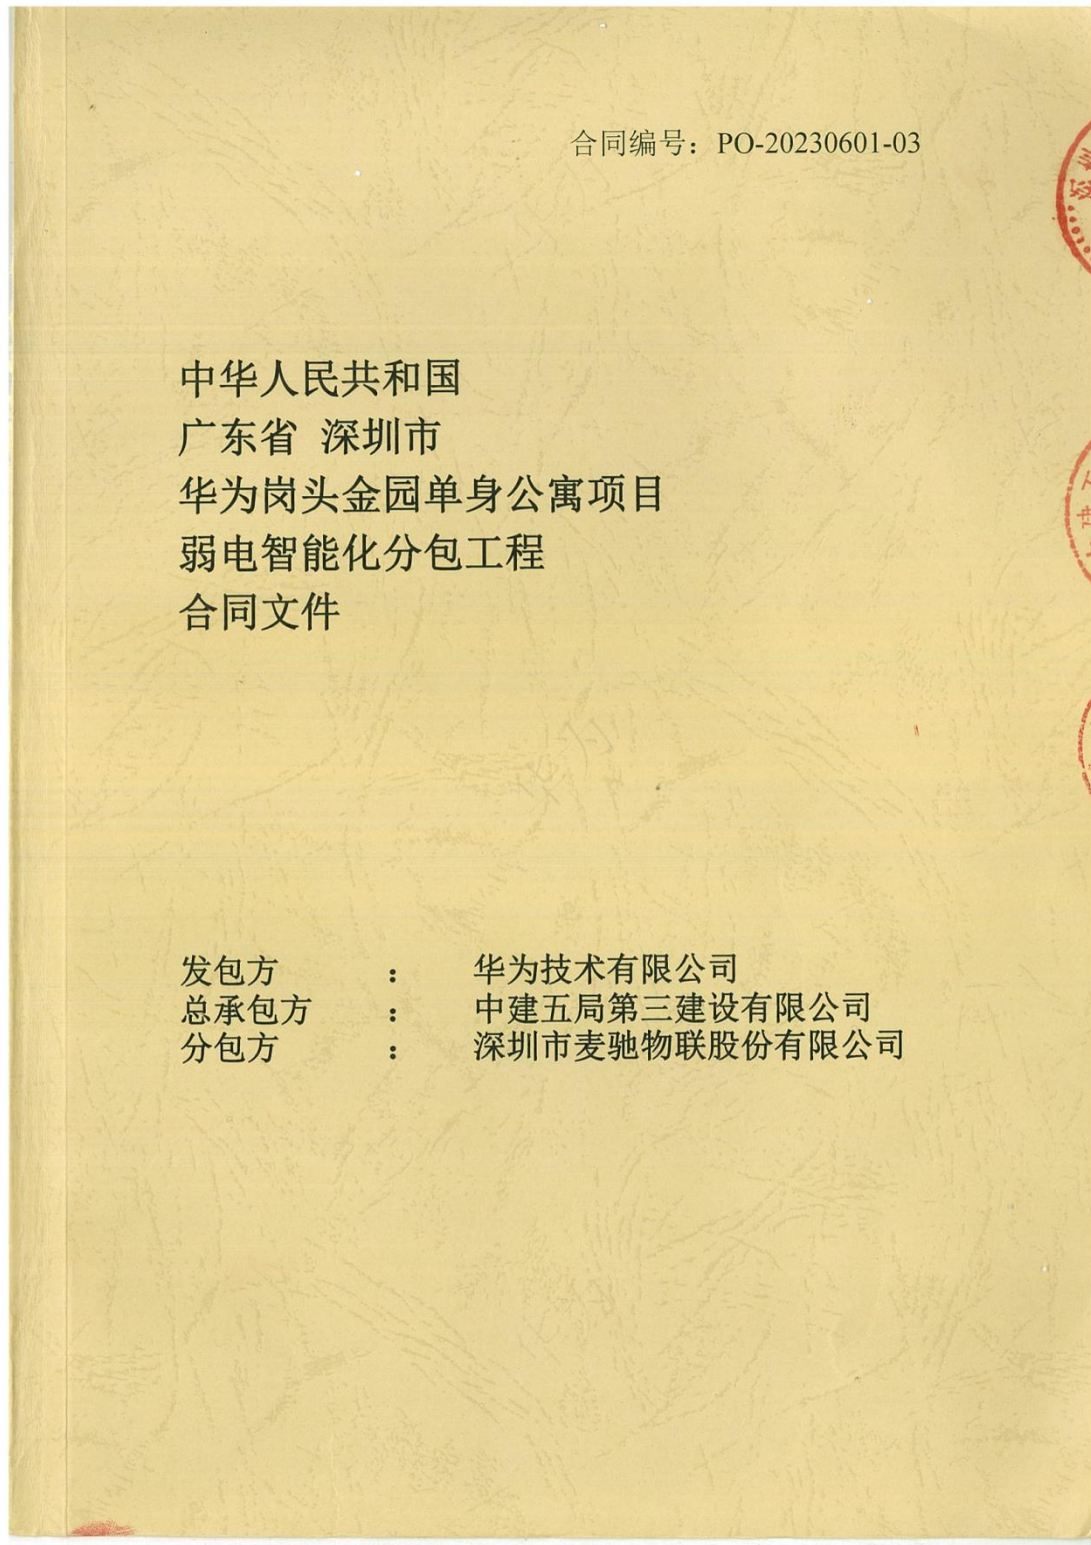 合同编号：PO-20230601-03
中华人民共和国
广东省 深圳市
华为岗头金园单身公寓项目
弱电智能化分包工程
合同文件
发包方 ： 华为技术有限公司
总承包方 ： 中建五局第三建设有限公司
分包方 ： 深圳市麦驰物联股份有限公司